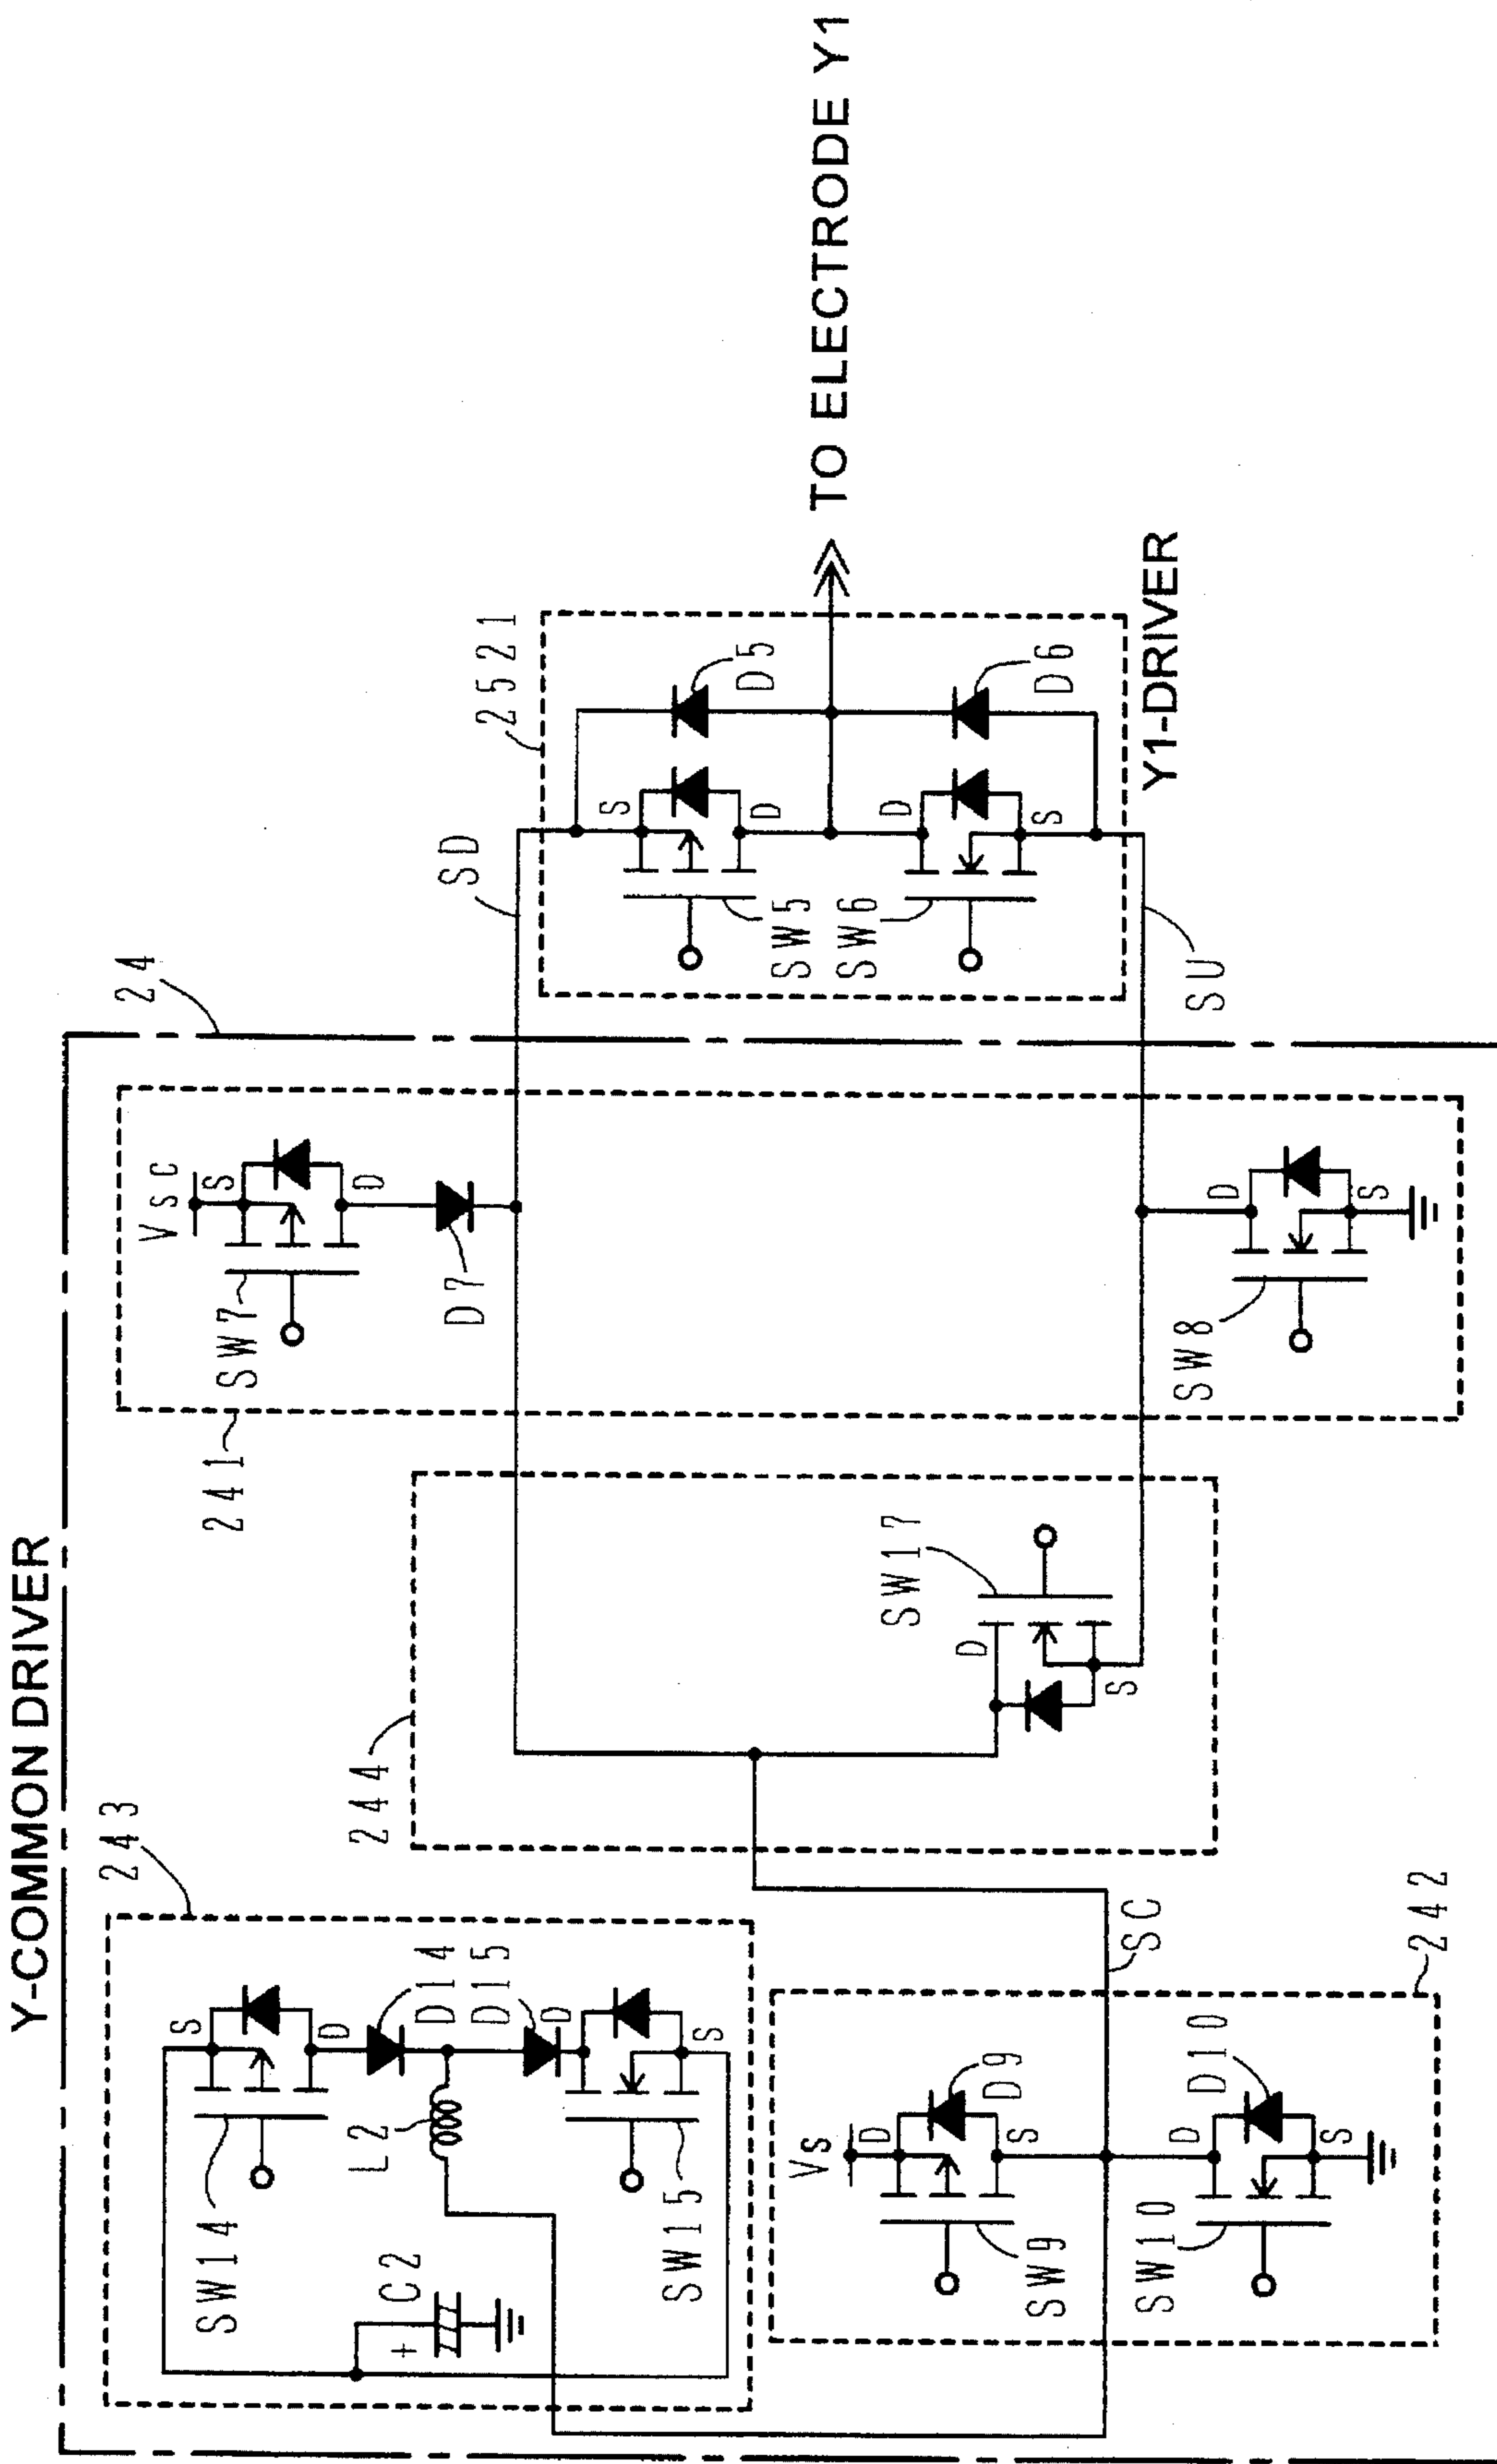 Y-COMMON DRIVER
24
243
SW14
S
D
D14
D15
L2
C2
+
D
S
SW15
242
Vs
D
D9
S
SW9
SC
D
D10
S
SW10
244
SW17
D
S
241
Vsc
S
D
SW7
D7
SW8
D
S
SD
SU
2521
S
D
D5
SW5
SW6
D
S
D6
Y1-DRIVER
TO ELECTRODE Y1